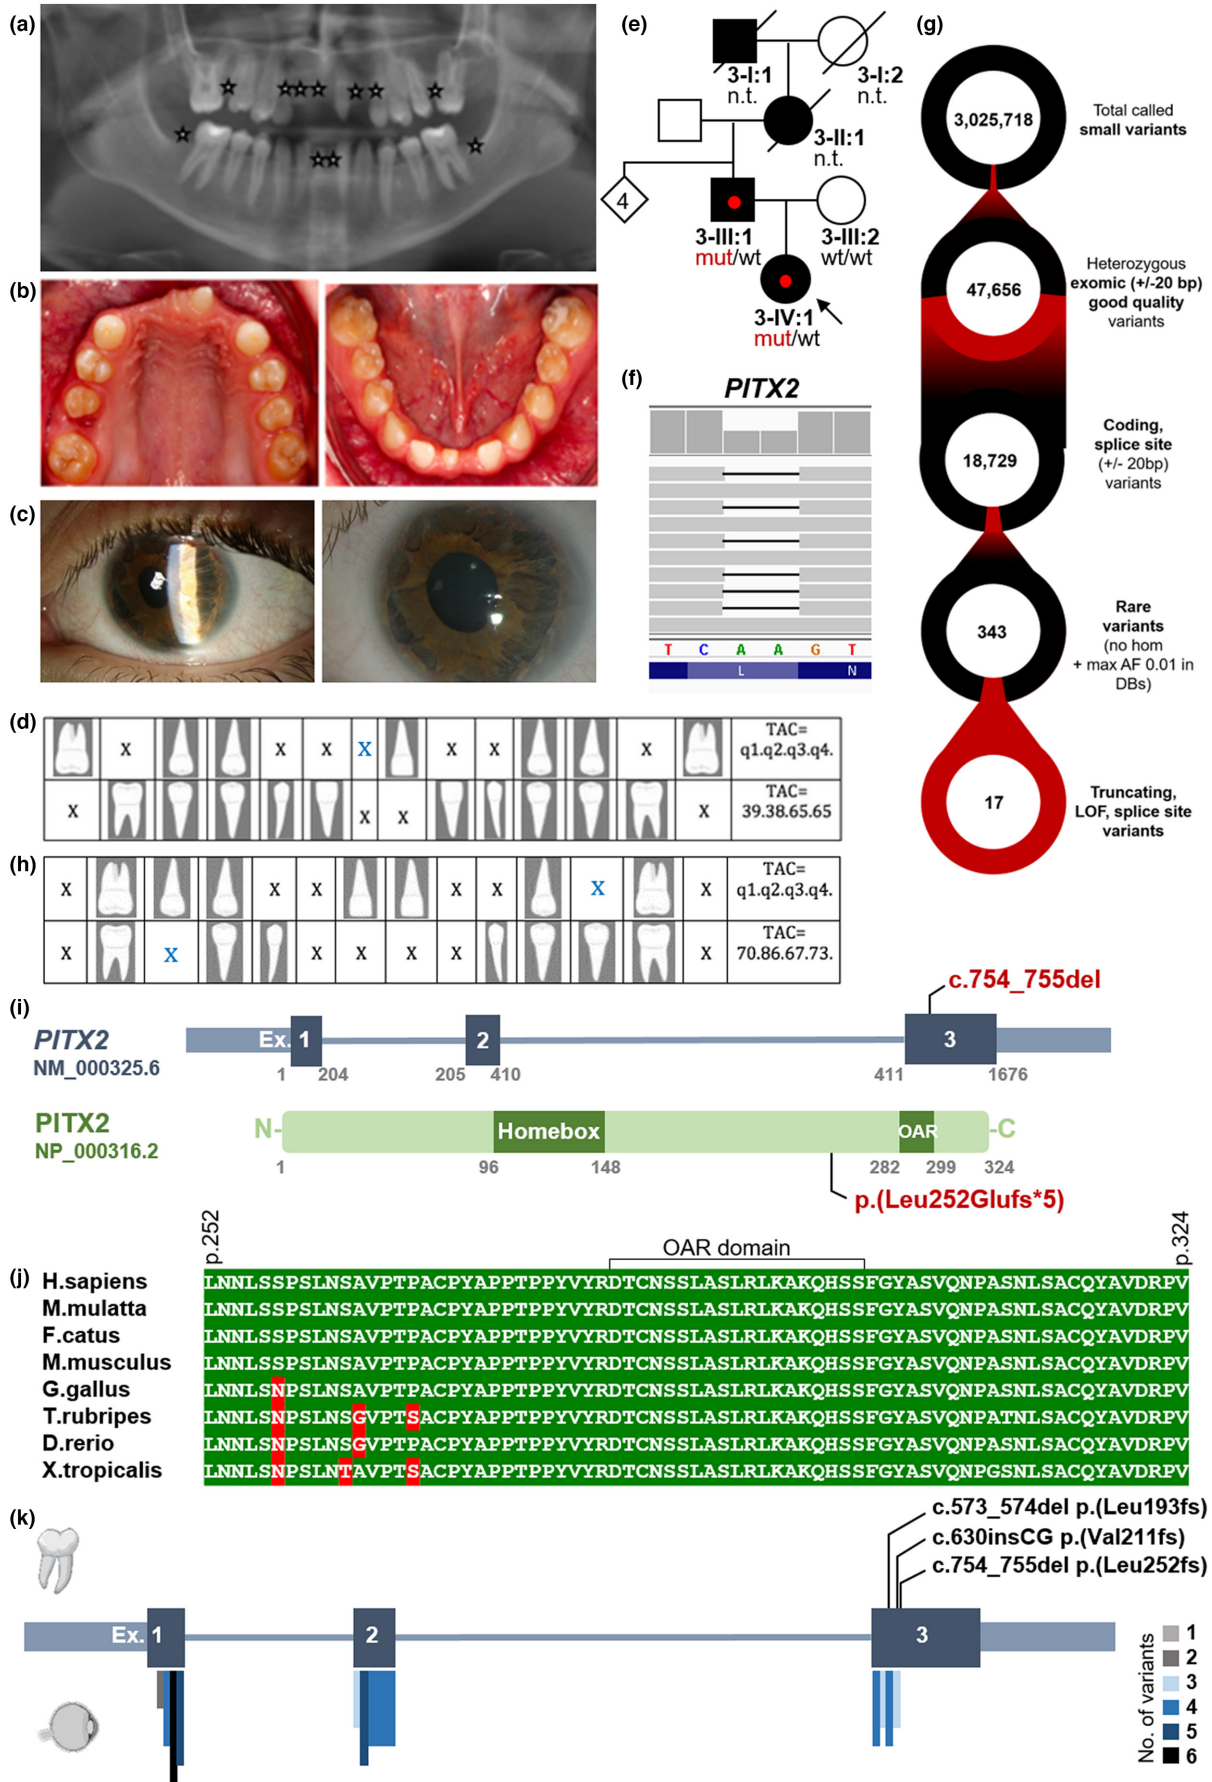 (a)
(b)
(c)
(d)
X X X X X X X TAC=
q1.q2.q3.q4.
X X X X TAC=
39.38.65.65
(e)
3-I:1
n.t.
3-I:2
n.t.
3-II:1
n.t.
4
3-III:1
mut/wt
3-III:2
wt/wt
3-IV:1
mut/wt
(f)
PITX2
T C A A G T
L N
(g)
3,025,718
Total called
small variants
47,656
Heterozygous
exomic (+/-20 bp)
good quality
variants
18,729
Coding,
splice site
(+/- 20bp)
variants
343
Rare
variants
(no hom
+ max AF 0.01 in
DBs)
17
Truncating,
LOF, splice site
variants
(h)
X X X X X X X TAC=
q1.q2.q3.q4.
X X X X X X X TAC=
70.86.67.73.
(i)
c.754_755del
PITX2
NM_000325.6
Ex. 1 2 3
1 204 205 410 411 1676
PITX2
NP_000316.2
N- Homebox OAR -C
1 96 148 282 299 324
p.(Leu252Glufs*5)
(j)
p.252
OAR domain
p.324
H.sapiens LNNLSSPSLNSAVPTPACPYAPPTPPYVYRDTCNSSLASLRLKAKQHSSFGYASVQNPASNLSACQYAVDRPV
M.mulatta LNNLSSPSLNSAVPTPACPYAPPTPPYVYRDTCNSSLASLRLKAKQHSSFGYASVQNPASNLSACQYAVDRPV
F.catus LNNLSSPSLNSAVPTPACPYAPPTPPYVYRDTCNSSLASLRLKAKQHSSFGYASVQNPASNLSACQYAVDRPV
M.musculus LNNLSSPSLNSAVPTPACPYAPPTPPYVYRDTCNSSLASLRLKAKQHSSFGYASVQNPASNLSACQYAVDRPV
G.gallus LNNLSNPSLNSAVPTPACPYAPPTPPYVYRDTCNSSLASLRLKAKQHSSFGYASVQNPASNLSACQYAVDRPV
T.rubripes LNNLSNPSLNSGVPTSACPYAPPTPPYVYRDTCNSSLASLRLKAKQHSSFGYASVQNPATNLSACQYAVDRPV
D.rerio LNNLSNPSLNSGVPTPACPYAPPTPPYVYRDTCNSSLASLRLKAKQHSSFGYASVQNPASNLSACQYAVDRPV
X.tropicalis LNNLSNPSLNTAVPTSACPYAPPTPPYVYRDTCNSSLASLRLKAKQHSSFGYASVQNPGSNLSACQYAVDRPV
(k)
c.573_574del p.(Leu193fs)
c.630insCG p.(Val211fs)
c.754_755del p.(Leu252fs)
Ex. 1 2 3
No. of variants
1
2
3
4
5
6